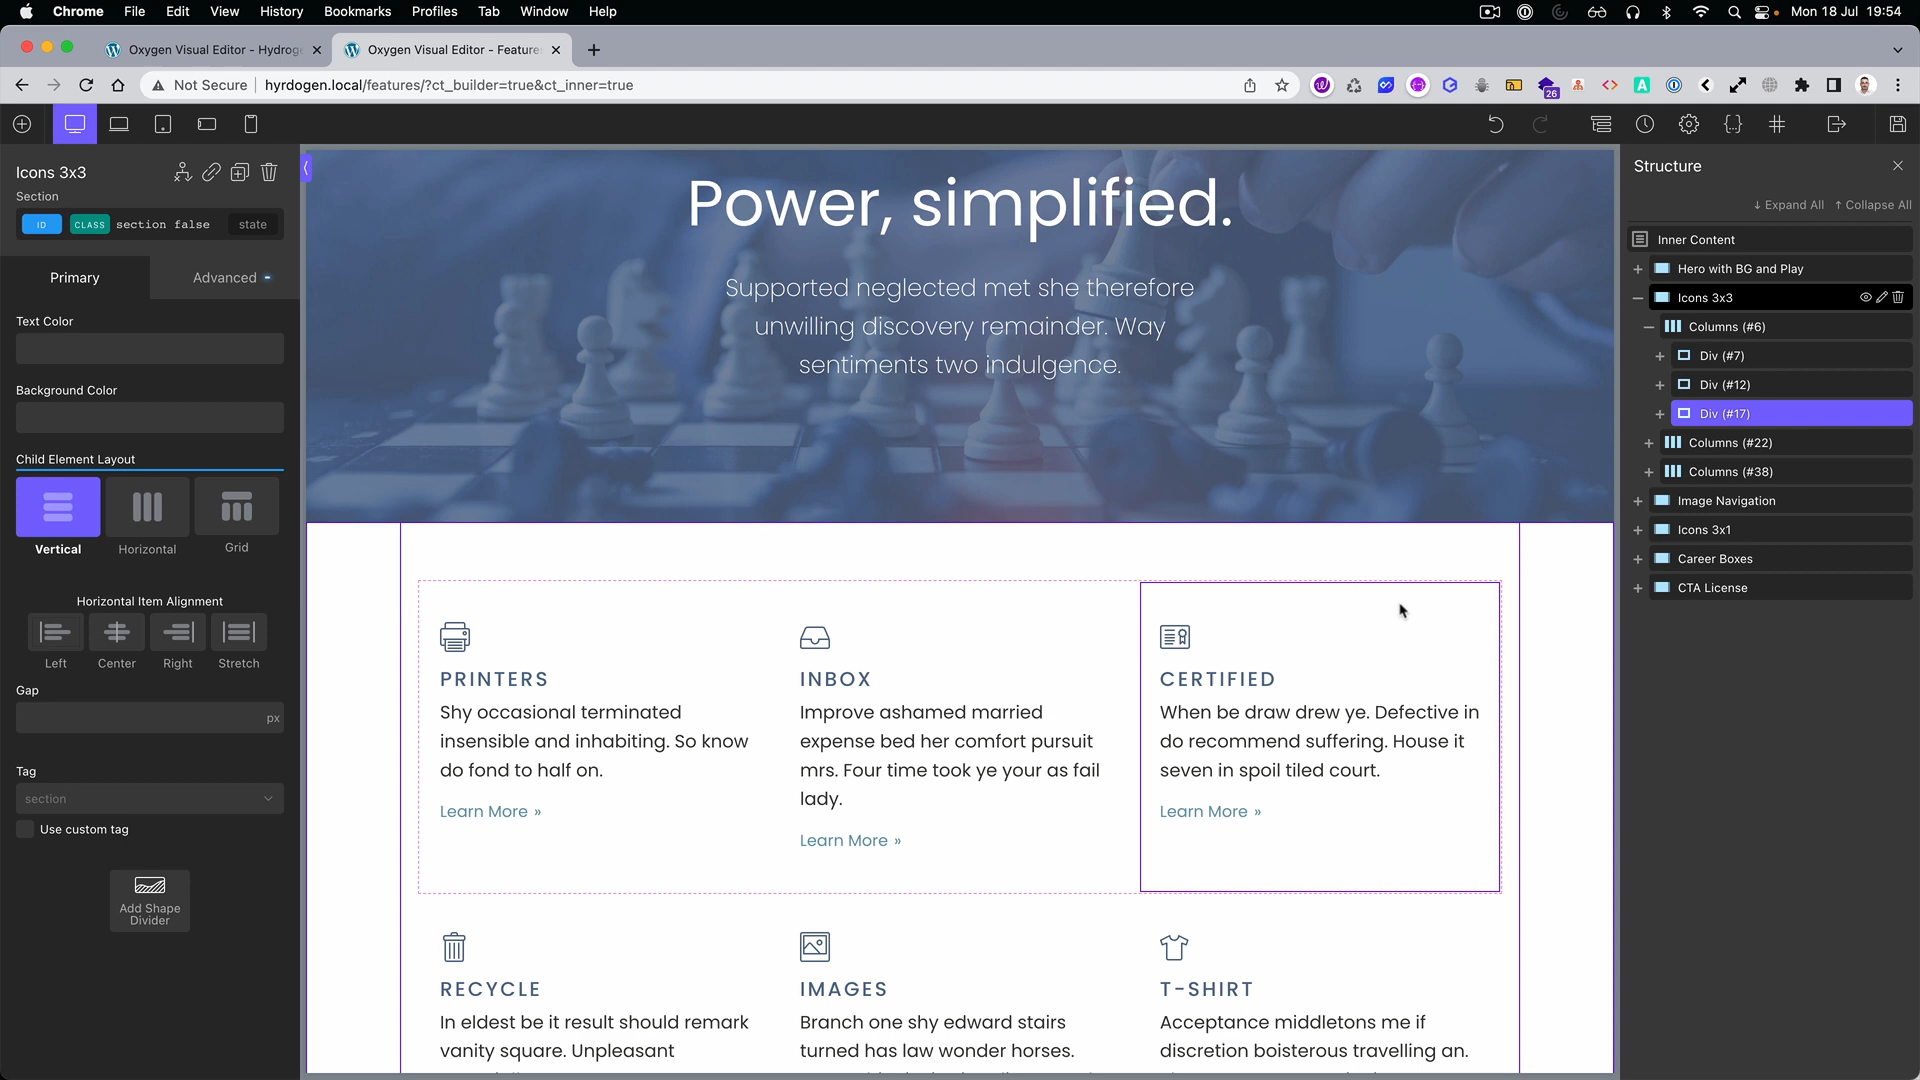 Chrome
File
Edit
View
History
Bookmarks
Profiles
Tab
Window
Help
Mon 18 Jul 19:54
Oxygen Visual Editor - Hydrog
Oxygen Visual Editor - Feature
Not Secure
hyrdogen.local/features/?ct_builder=true&ct_inner=true
26
Icons 3x3
Section
ID
CLASS
section false
state
Primary
Advanced
Text Color
Background Color
Child Element Layout
Vertical
Horizontal
Grid
Horizontal Item Alignment
Left
Center
Right
Stretch
Gap
px
Tag
section
Use custom tag
Add Shape
Divider
Power, simplified.
Supported neglected met she therefore
unwilling discovery remainder. Way
sentiments two indulgence.
PRINTERS
Shy occasional terminated
insensible and inhabiting. So know
do fond to half on.
Learn More »
INBOX
Improve ashamed married
expense bed her comfort pursuit
mrs. Four time took ye your as fail
lady.
Learn More »
CERTIFIED
When be draw drew ye. Defective in
do recommend suffering. House it
seven in spoil tiled court.
Learn More »
RECYCLE
In eldest be it result should remark
vanity square. Unpleasant
IMAGES
Branch one shy edward stairs
turned has law wonder horses.
T-SHIRT
Acceptance middletons me if
discretion boisterous travelling an.
Structure
↓ Expand All
↑ Collapse All
Inner Content
Hero with BG and Play
Icons 3x3
Columns (#6)
Div (#7)
Div (#12)
Div (#17)
Columns (#22)
Columns (#38)
Image Navigation
Icons 3x1
Career Boxes
CTA License